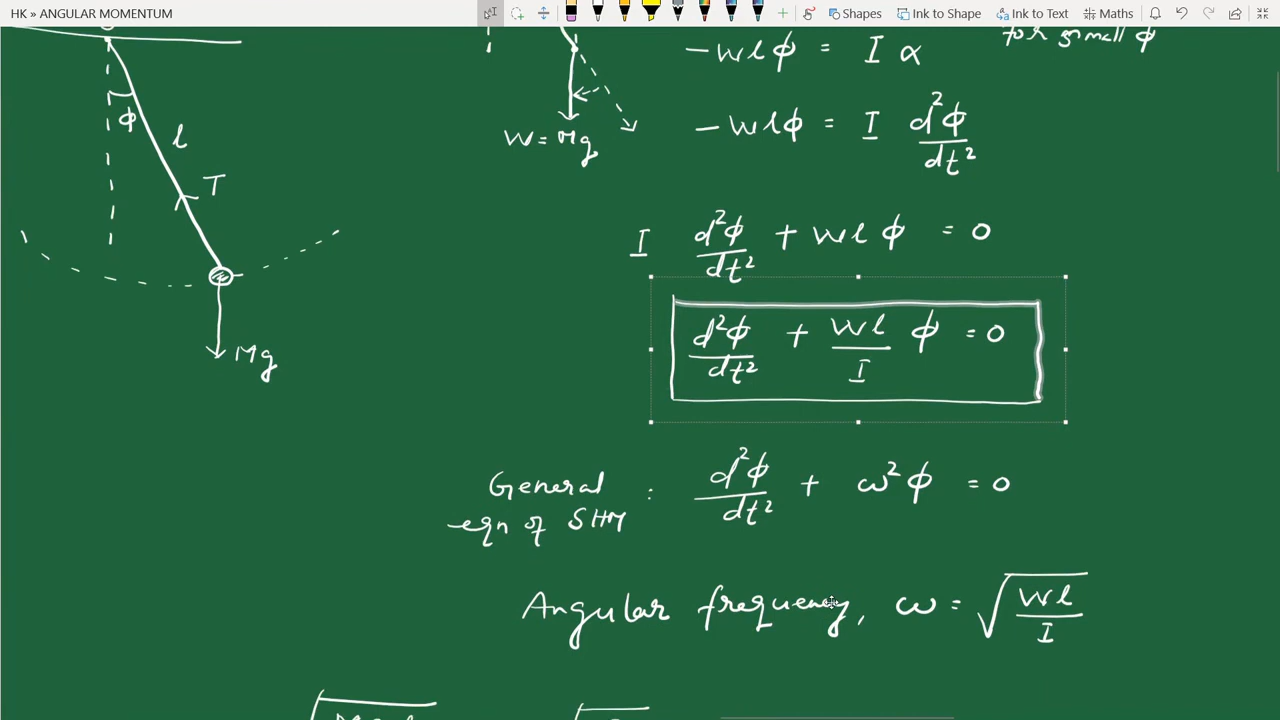 HK » ANGULAR MOMENTUM
Shapes Ink to Shape Ink to Text Maths
for small ϕ
-Wlϕ = I α
ϕ
l
T
Mg
W = Mg
-Wlϕ = I d²ϕ/dt²
I d²ϕ/dt² + Wlϕ = 0
d²ϕ/dt² + Wl/I ϕ = 0
General eqn of SHM : d²ϕ/dt² + ω²ϕ = 0
Angular frequency, ω = √(Wl/I)